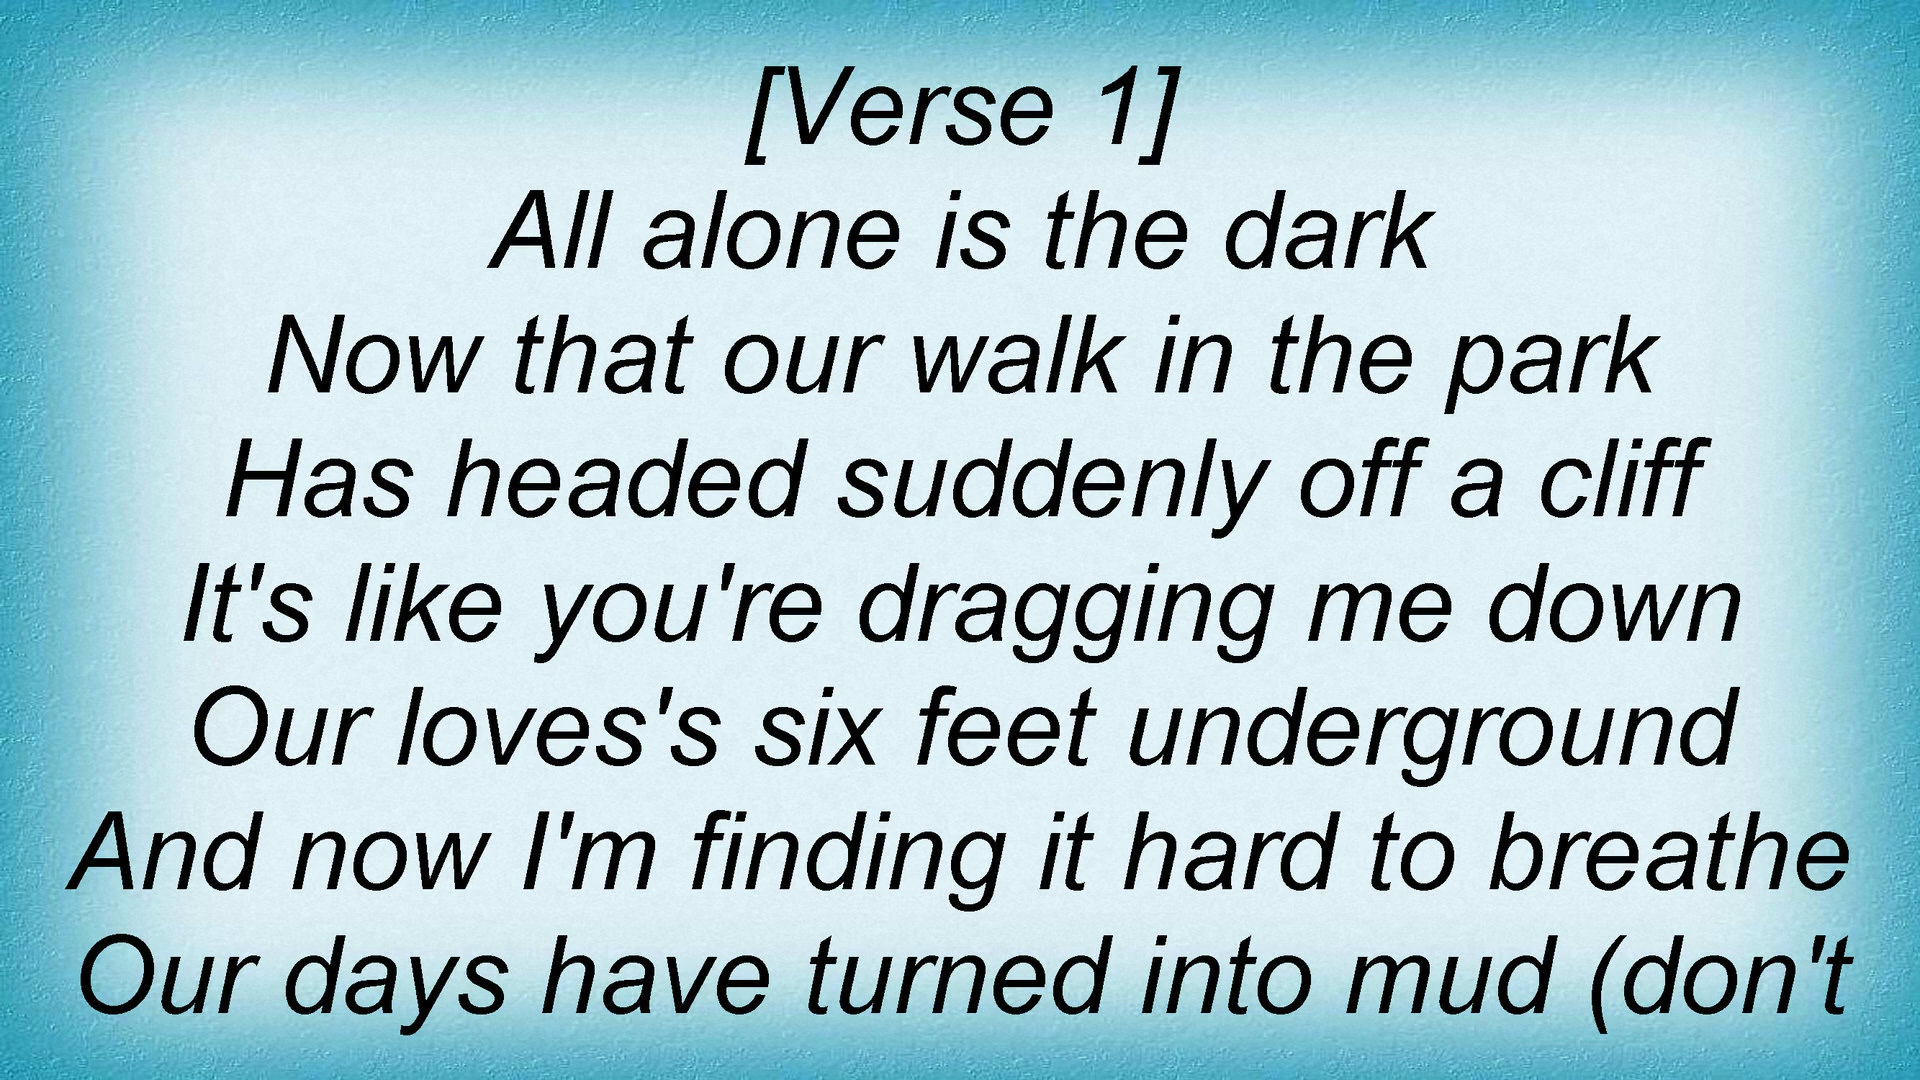 [Verse 1]
All alone is the dark
Now that our walk in the park
Has headed suddenly off a cliff
It's like you're dragging me down
Our loves's six feet underground
And now I'm finding it hard to breathe
Our days have turned into mud (don't